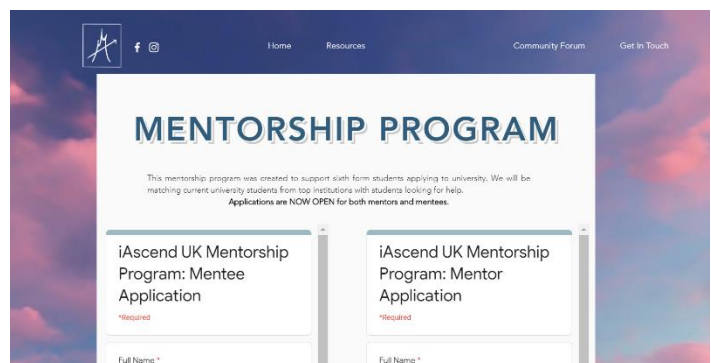 Home Resources Community Forum Get In Touch
MENTORSHIP PROGRAM
This mentorship program was created to support sixth form students applying to university. We will be
matching current university students from top institutions with students looking for help.
Applications are NOW OPEN for both mentors and mentees.
iAscend UK Mentorship
Program: Mentee
Application
*Required
Full Name *
iAscend UK Mentorship
Program: Mentor
Application
*Required
Full Name *